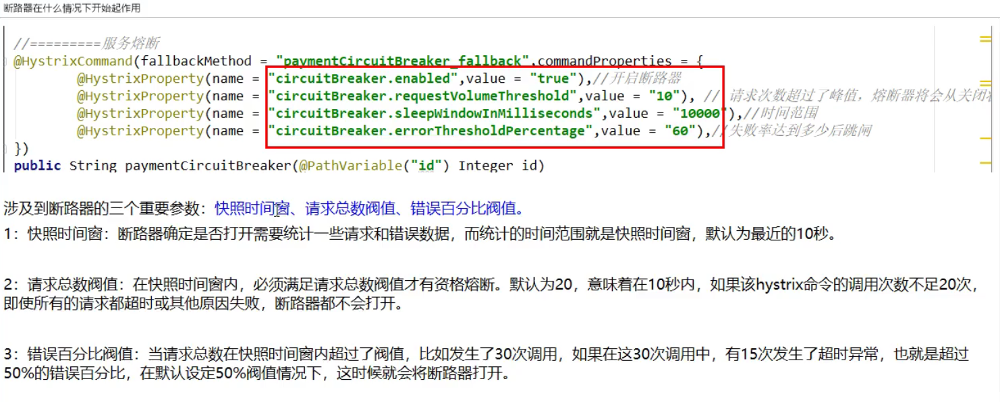 断路器在什么情况下开始起作用
//=========服务熔断
@HystrixCommand(fallbackMethod = "paymentCircuitBreaker_fallback",commandProperties = {
@HystrixProperty(name = "circuitBreaker.enabled",value = "true"),//开启断路器
@HystrixProperty(name = "circuitBreaker.requestVolumeThreshold",value = "10"), // 请求次数超过了峰值，熔断器将会从关闭
@HystrixProperty(name = "circuitBreaker.sleepWindowInMilliseconds",value = "10000"),//时间范围
@HystrixProperty(name = "circuitBreaker.errorThresholdPercentage",value = "60"),//失败率达到多少后跳闸
})
public String paymentCircuitBreaker(@PathVariable("id") Integer id)
涉及到断路器的三个重要参数：快照时间窗、请求总数阀值、错误百分比阀值。
1：快照时间窗：断路器确定是否打开需要统计一些请求和错误数据，而统计的时间范围就是快照时间窗，默认为最近的10秒。
2：请求总数阀值：在快照时间窗内，必须满足请求总数阀值才有资格熔断。默认为20，意味着在10秒内，如果该hystrix命令的调用次数不足20次，
即使所有的请求都超时或其他原因失败，断路器都不会打开。
3：错误百分比阀值：当请求总数在快照时间窗内超过了阀值，比如发生了30次调用，如果在这30次调用中，有15次发生了超时异常，也就是超过
50%的错误百分比，在默认设定50%阀值情况下，这时候就会将断路器打开。